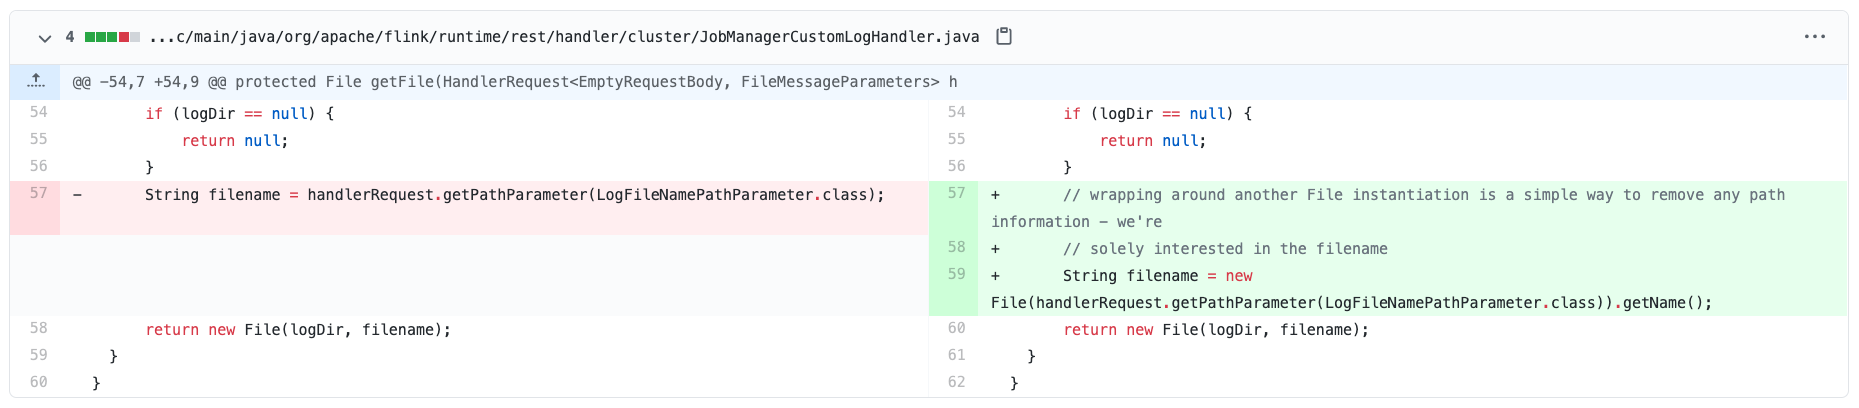 4 ...c/main/java/org/apache/flink/runtime/rest/handler/cluster/JobManagerCustomLogHandler.java
@@ -54,7 +54,9 @@ protected File getFile(HandlerRequest<EmptyRequestBody, FileMessageParameters> h
54 if (logDir == null) {
55 return null;
56 }
57 - String filename = handlerRequest.getPathParameter(LogFileNamePathParameter.class);
58 return new File(logDir, filename);
59 }
60 }
54 if (logDir == null) {
55 return null;
56 }
57 + // wrapping around another File instantiation is a simple way to remove any path
information - we're
58 + // solely interested in the filename
59 + String filename = new
File(handlerRequest.getPathParameter(LogFileNamePathParameter.class)).getName();
60 return new File(logDir, filename);
61 }
62 }